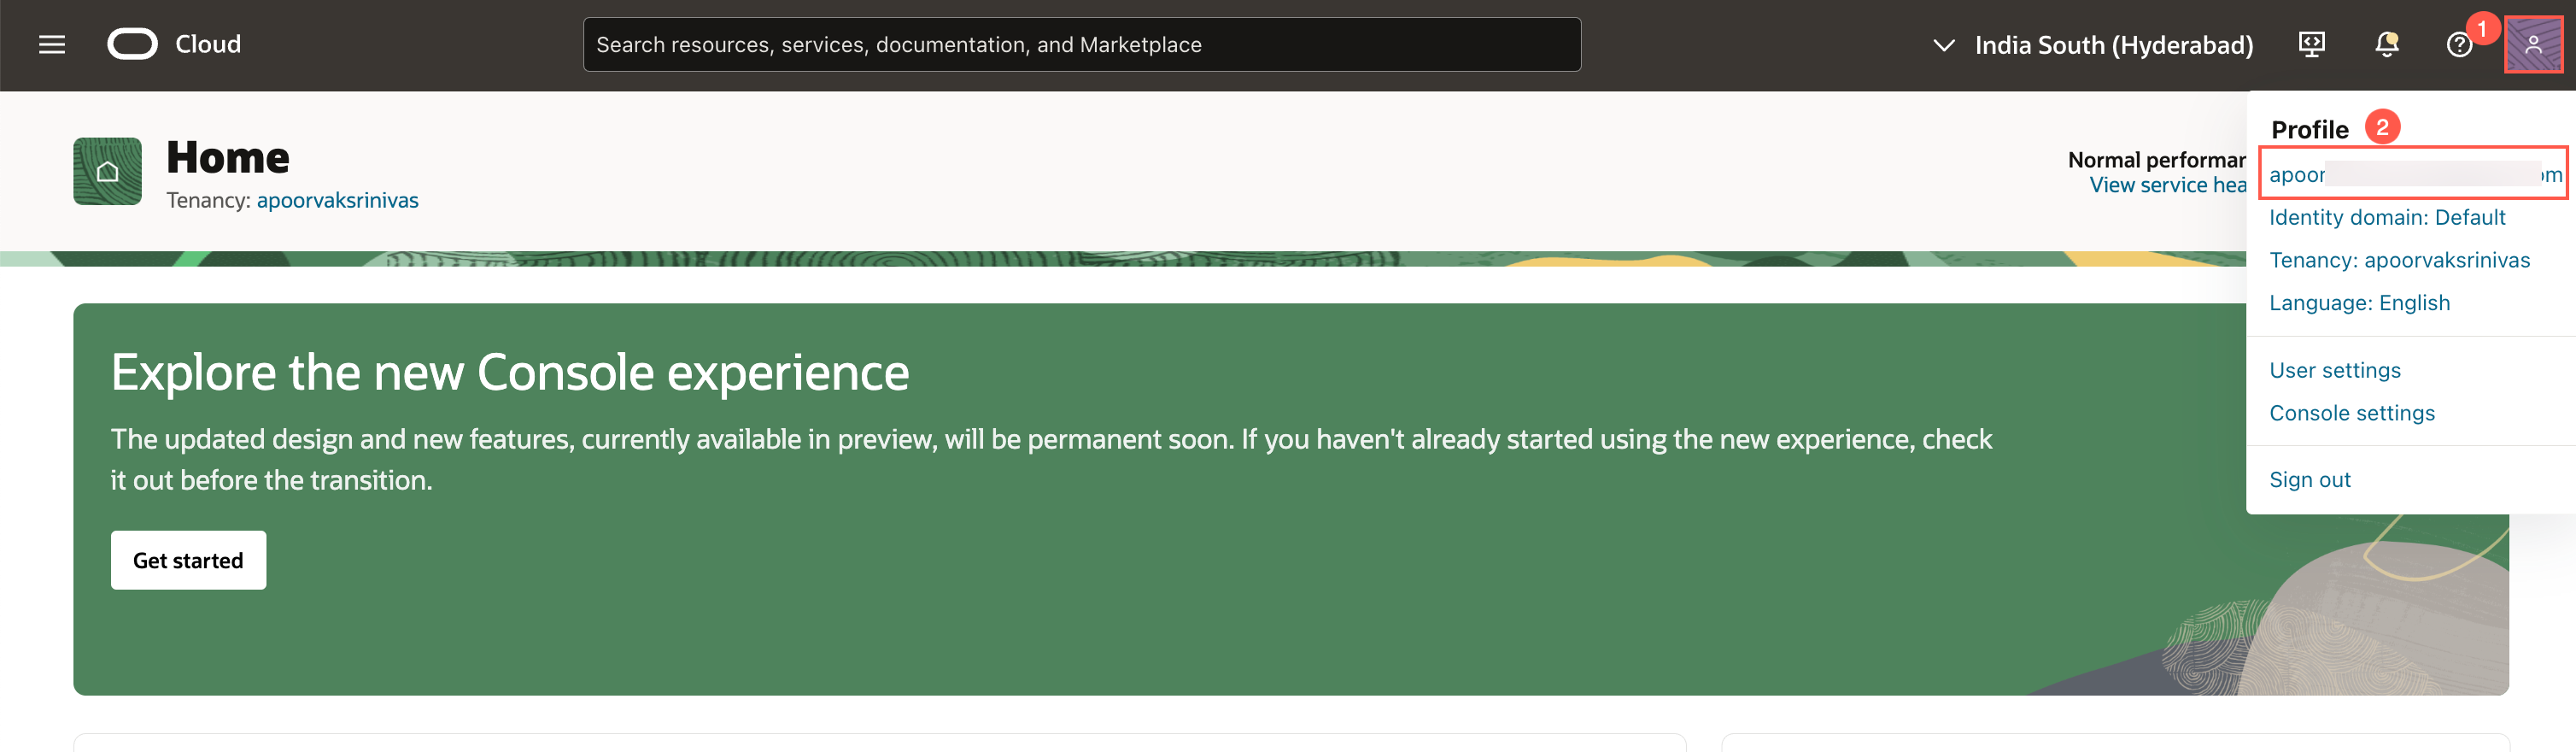 Cloud
Search resources, services, documentation, and Marketplace
India South (Hyderabad)
1
Home
Tenancy: apoorvaksrinivas
Normal performar
View service hea
Profile
2
apoor om
Identity domain: Default
Tenancy: apoorvaksrinivas
Language: English
User settings
Console settings
Sign out
Explore the new Console experience
The updated design and new features, currently available in preview, will be permanent soon. If you haven't already started using the new experience, check
it out before the transition.
Get started